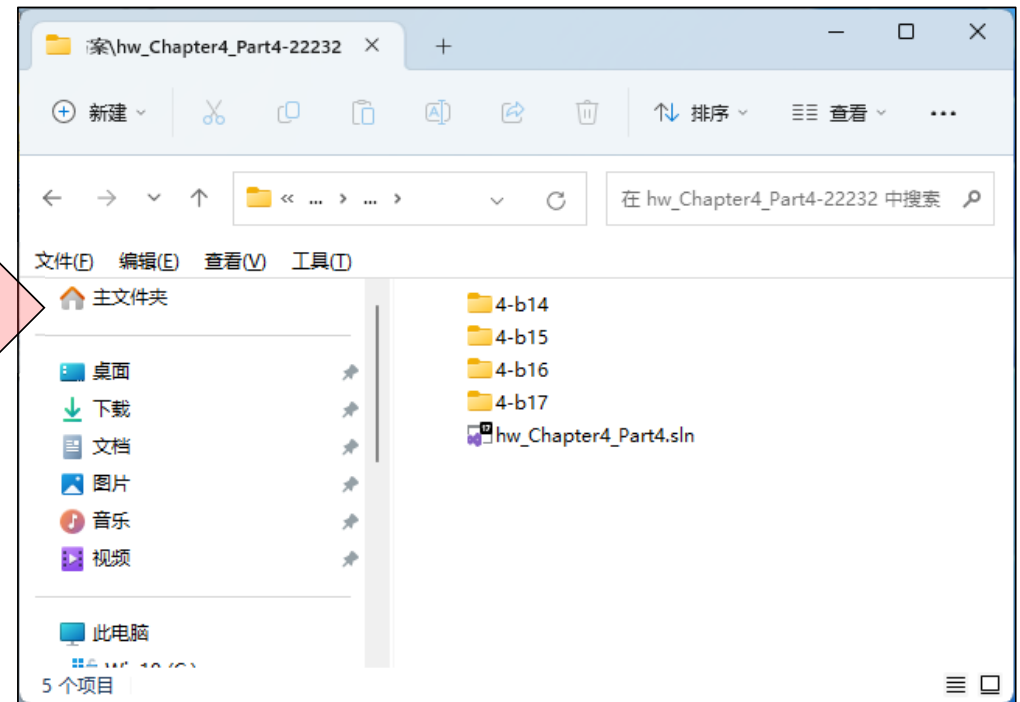 案\hw_Chapter4_Part4-22232
新建
排序
查看
•••
« ... › ... ›
在 hw_Chapter4_Part4-22232 中搜索
文件(F) 编辑(E) 查看(V) 工具(T)
主文件夹
桌面
下载
文档
图片
音乐
视频
此电脑
4-b14
4-b15
4-b16
4-b17
hw_Chapter4_Part4.sln
5 个项目